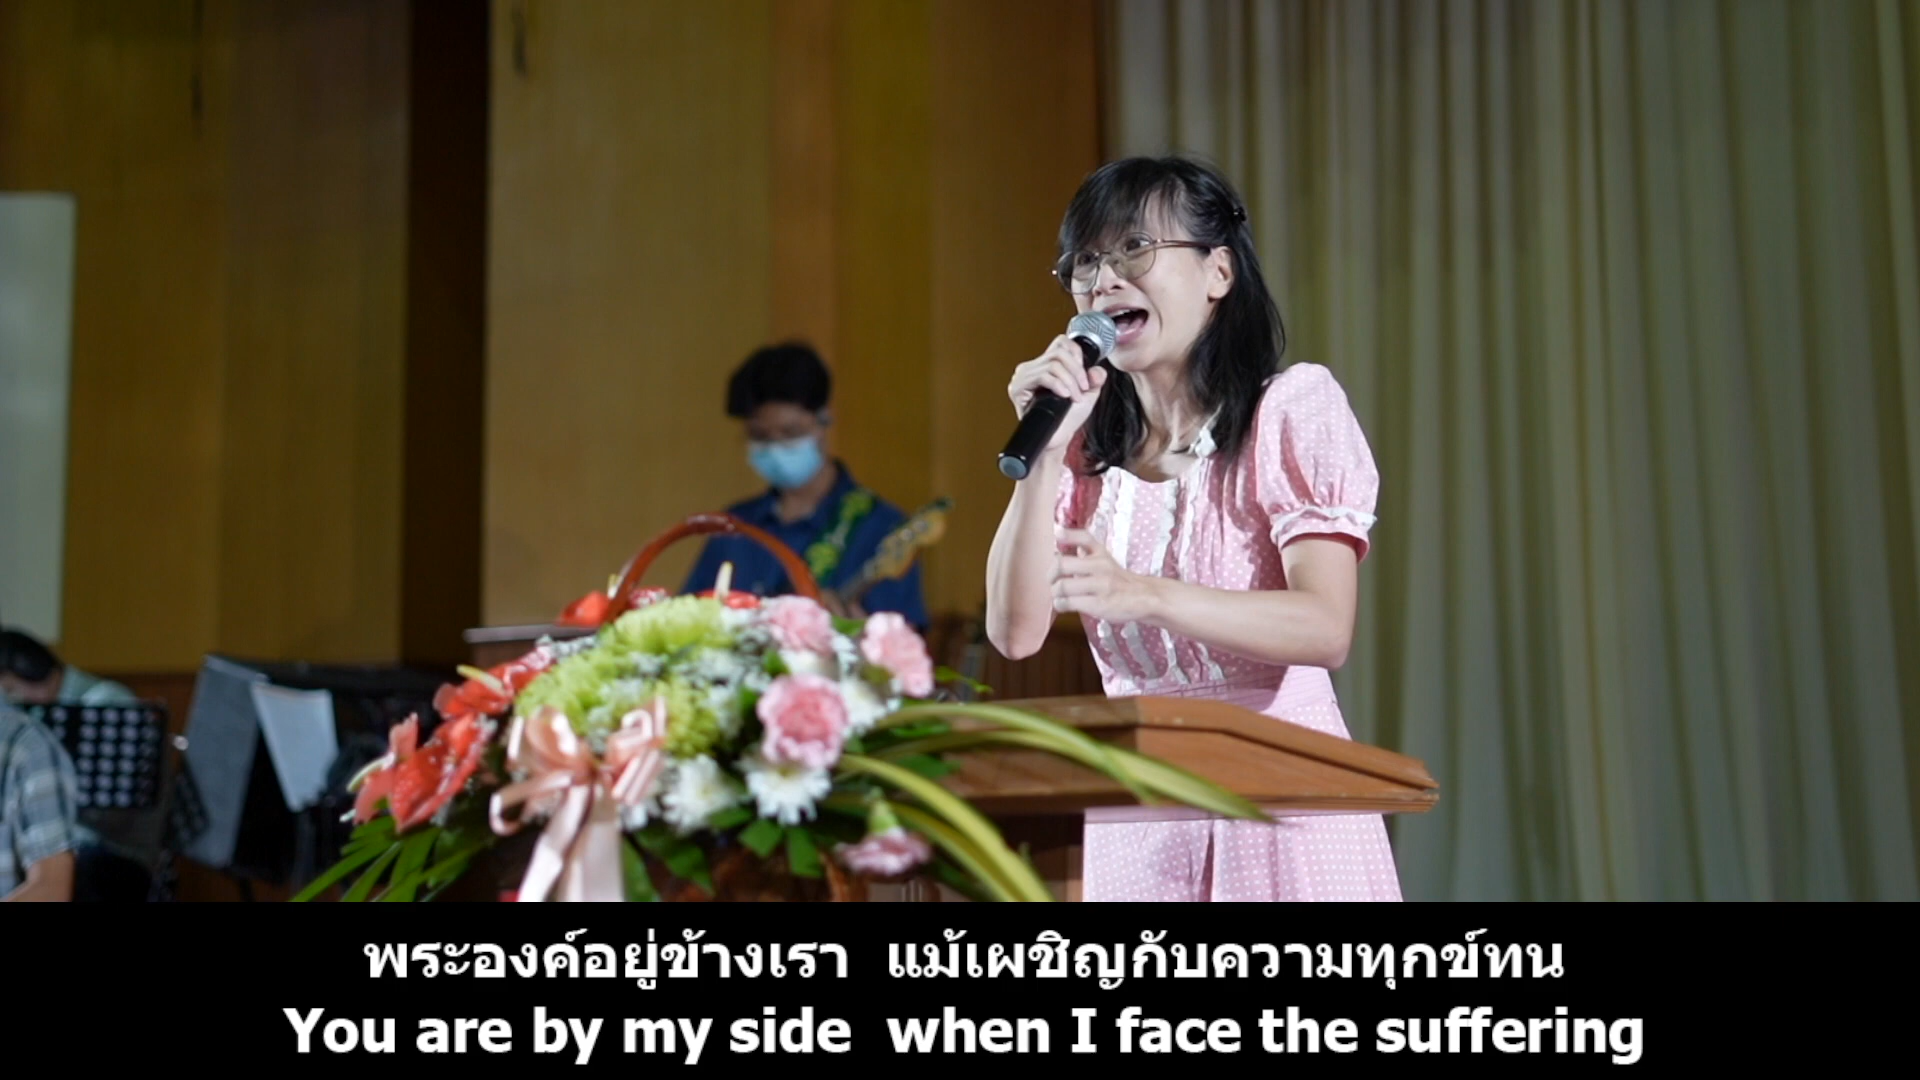 พระองค์อยู่ข้างเรา แม้เผชิญกับความทุกข์ทน
You are by my side when I face the suffering